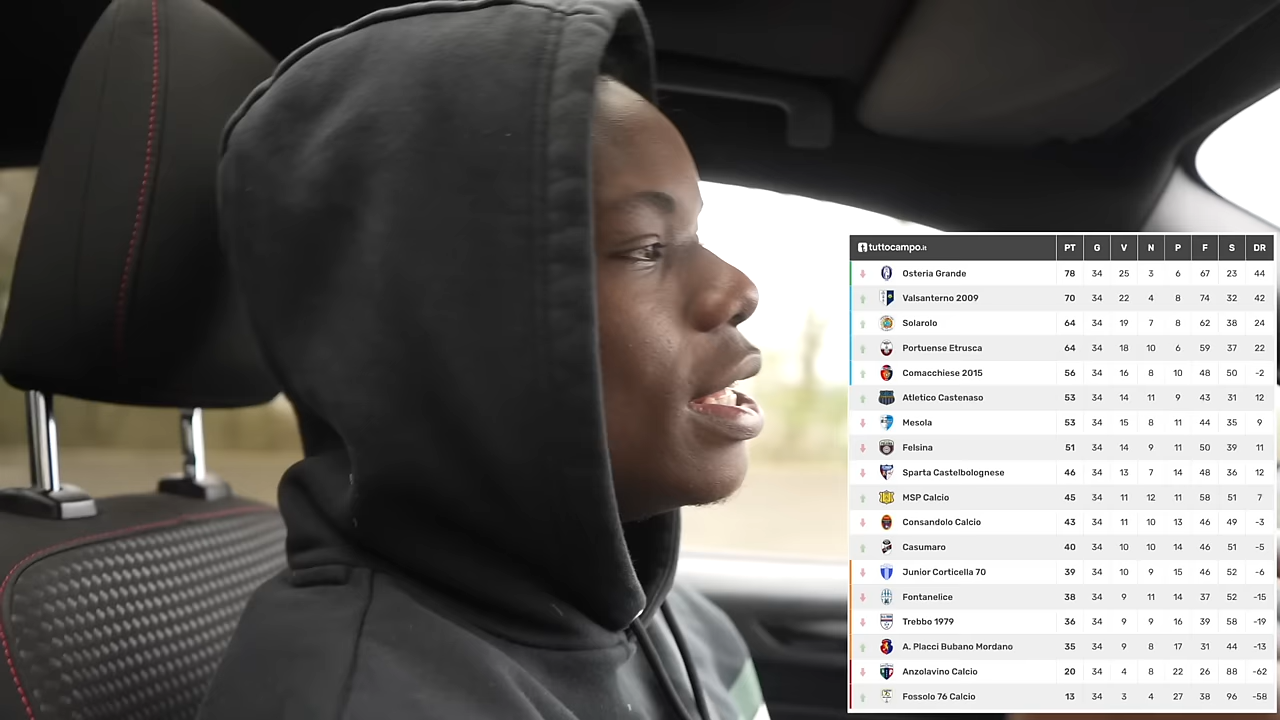 tuttocampo.it PT G V N P F S DR
Osteria Grande 78 34 25 3 6 67 23 44
Valsanterno 2009 70 34 22 4 8 74 32 42
Solarolo 64 34 19 7 8 62 38 24
Portuense Etrusca 64 34 18 10 6 59 37 22
Comacchiese 2015 56 34 16 8 10 48 50 -2
Atletico Castenaso 53 34 14 11 9 43 31 12
Mesola 53 34 15 8 11 44 35 9
Felsina 51 34 14 9 11 50 39 11
Sparta Castelbolognese 46 34 13 7 14 48 36 12
MSP Calcio 45 34 11 12 11 58 51 7
Consandolo Calcio 43 34 11 10 13 46 49 -3
Casumaro 40 34 10 10 14 46 51 -5
Junior Corticella 70 39 34 10 9 15 46 52 -6
Fontanelice 38 34 9 11 14 37 52 -15
Trebbo 1979 36 34 9 9 16 39 58 -19
A. Placci Bubano Mordano 35 34 9 8 17 31 44 -13
Anzolavino Calcio 20 34 4 8 22 26 88 -62
Fossolo 76 Calcio 13 34 3 4 27 38 96 -58